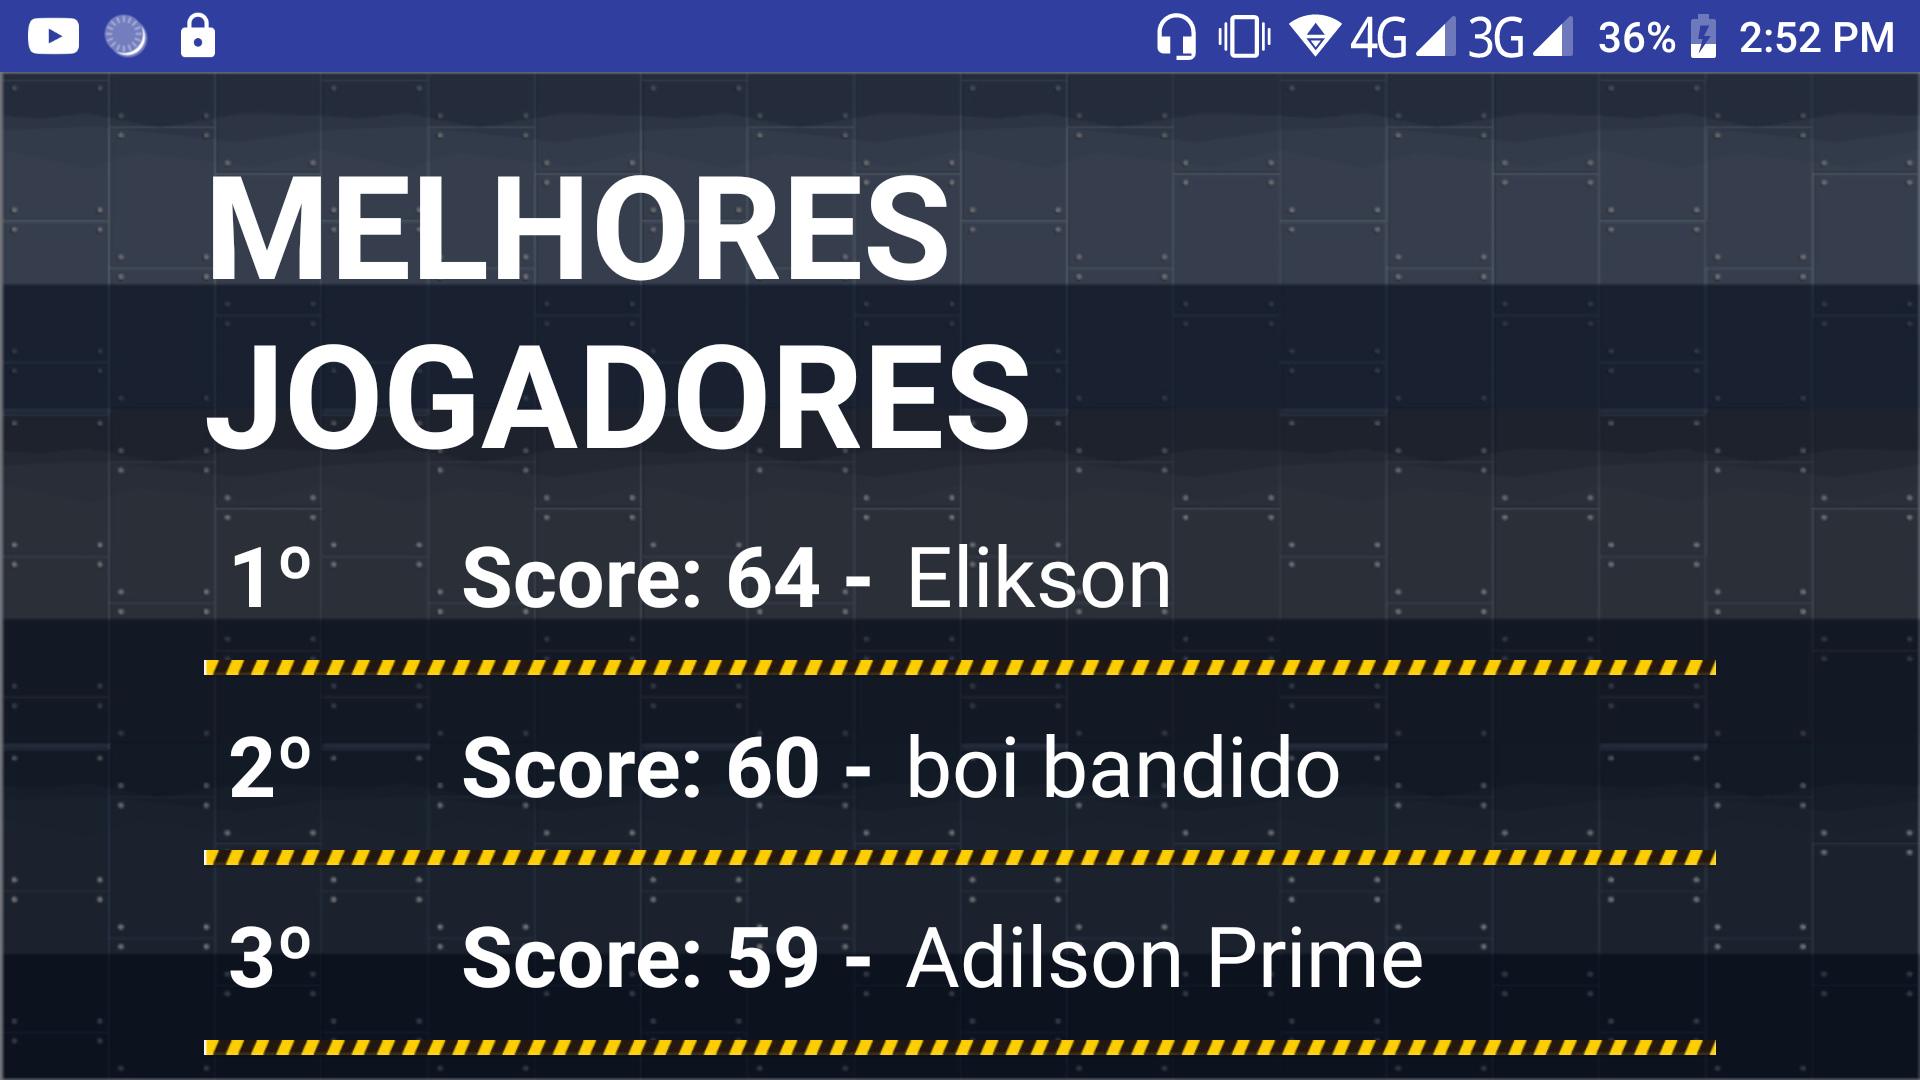 4G 3G 36% 2:52 PM
MELHORES
JOGADORES
1º Score: 64 - Elikson
2º Score: 60 - boi bandido
3º Score: 59 - Adilson Prime